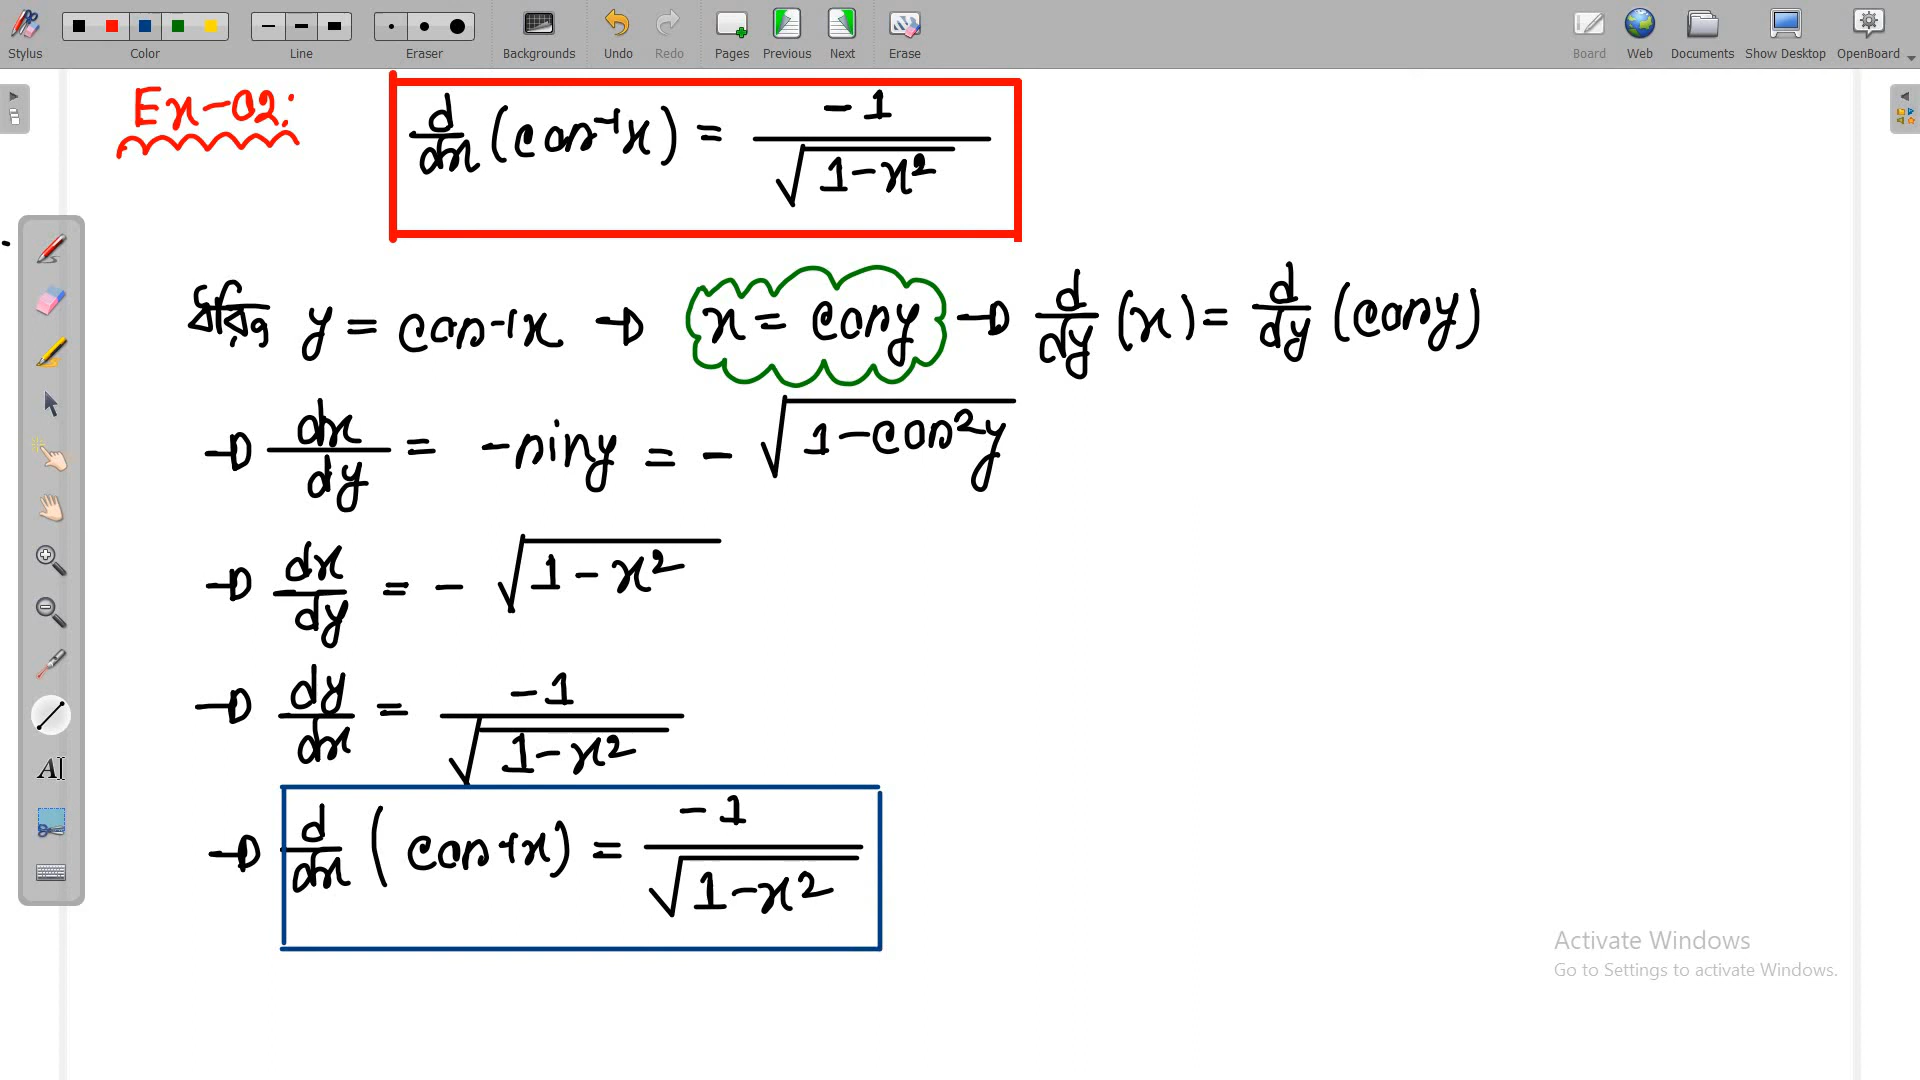 Stylus Color Line Eraser Backgrounds Undo Redo Pages Previous Next Erase Board Web Documents Show Desktop OpenBoard
Ex-02:
d/dx (cos⁻¹x) = -1/√(1-x²)
ধরি, y = cos⁻¹x → x = cosy → d/dy (x) = d/dy (cosy)
→ dx/dy = -siny = -√(1-cos²y)
→ dx/dy = -√(1-x²)
→ dy/dx = -1/√(1-x²)
→ d/dx (cos⁻¹x) = -1/√(1-x²)
Activate Windows
Go to Settings to activate Windows.